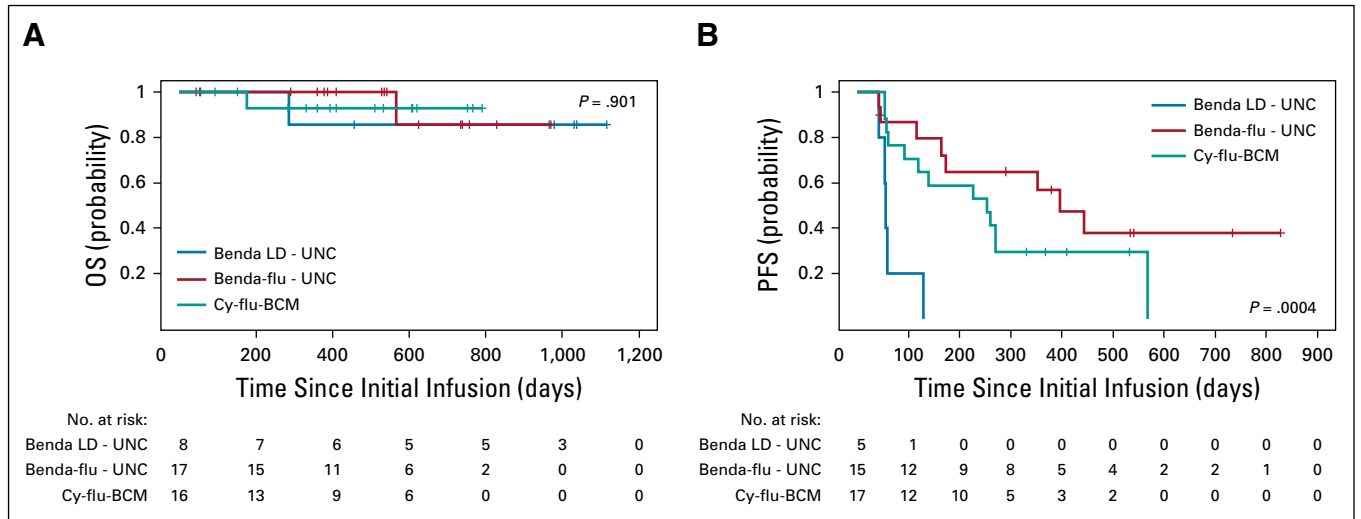 A
OS (probability)
1
0.8
0.6
0.4
0.2
P = .901
Benda LD - UNC
Benda-flu - UNC
Cy-flu-BCM
0 200 400 600 800 1,000 1,200
Time Since Initial Infusion (days)
No. at risk:
Benda LD - UNC 8 7 6 5 5 3 0
Benda-flu - UNC 17 15 11 6 2 0 0
Cy-flu-BCM 16 13 9 6 0 0 0
B
PFS (probability)
1
0.8
0.6
0.4
0.2
Benda LD - UNC
Benda-flu - UNC
Cy-flu-BCM
P = .0004
0 100 200 300 400 500 600 700 800 900
Time Since Initial Infusion (days)
No. at risk:
Benda LD - UNC 5 1 0 0 0 0 0 0 0 0
Benda-flu - UNC 15 12 9 8 5 4 2 2 1 0
Cy-flu-BCM 17 12 10 5 3 2 0 0 0 0